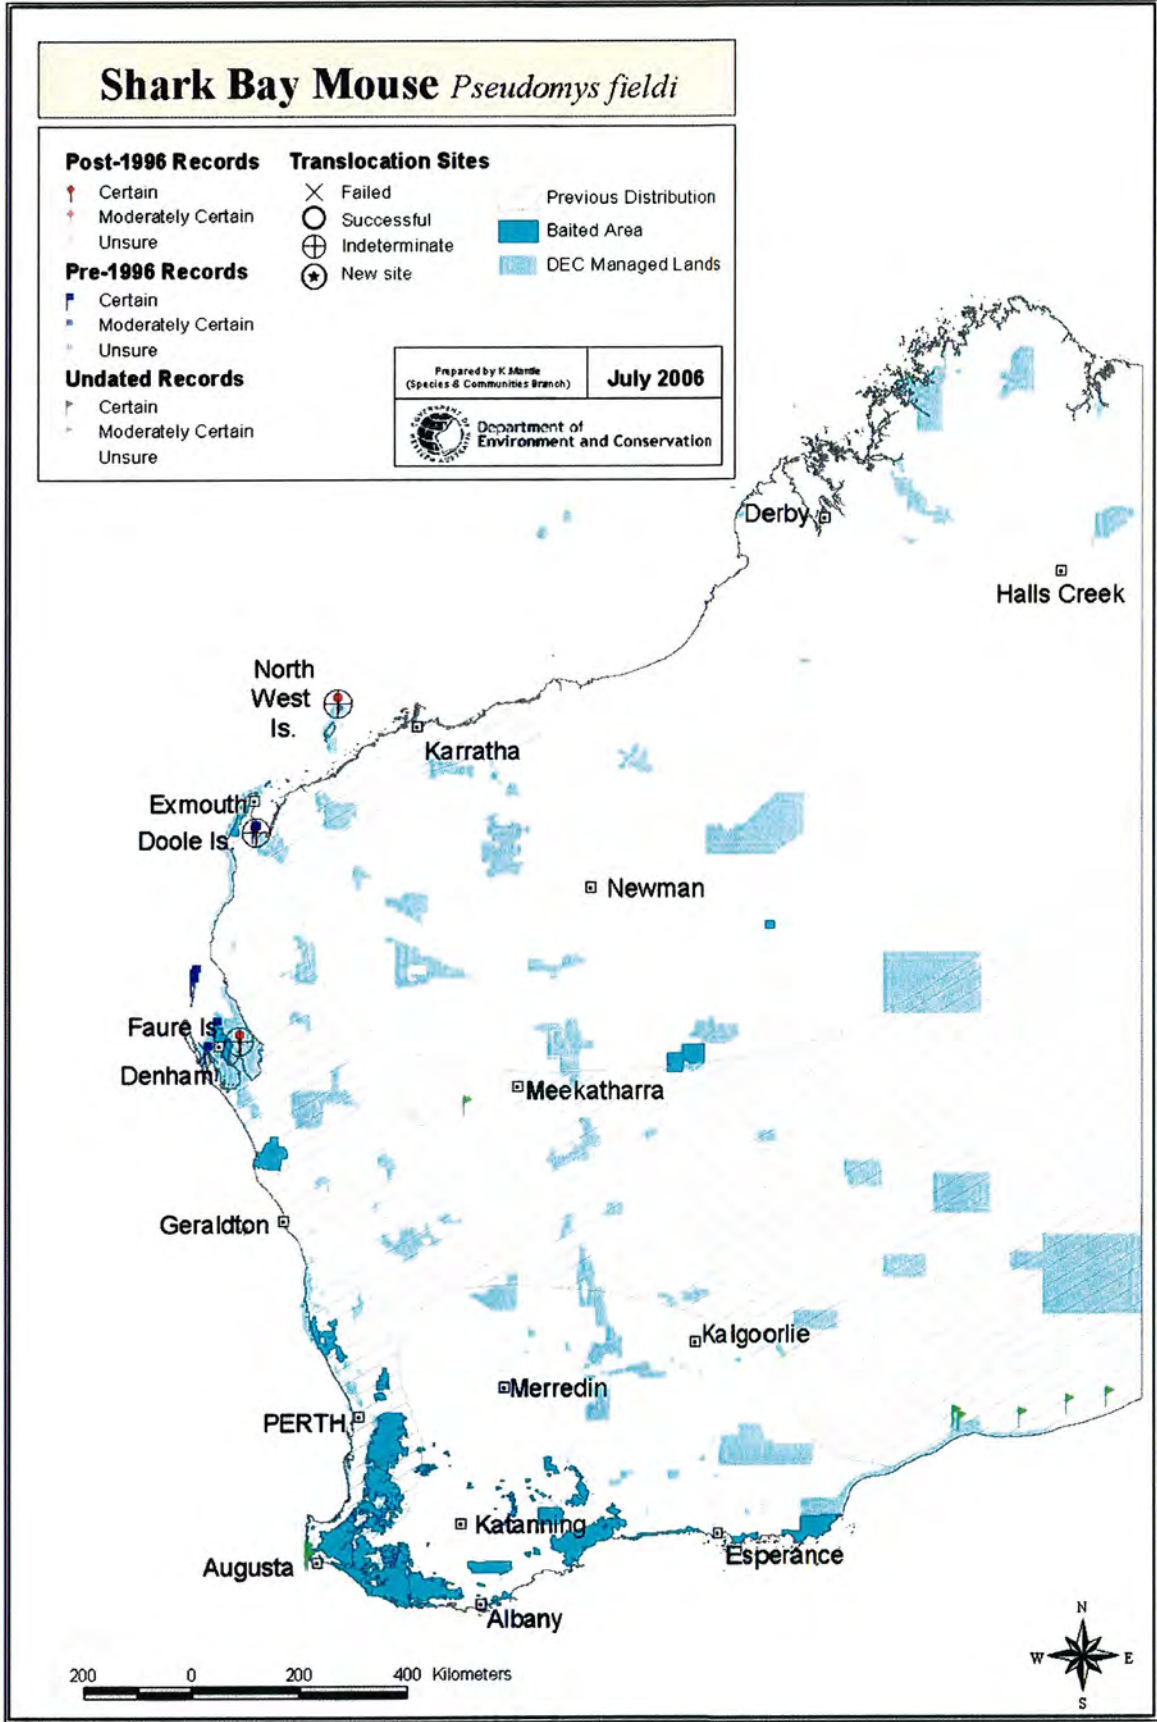 Shark Bay Mouse Pseudomys fieldi
Post-1996 Records
Certain
Moderately Certain
Unsure
Pre-1996 Records
Certain
Moderately Certain
Unsure
Undated Records
Certain
Moderately Certain
Unsure
Translocation Sites
Failed
Successful
Indeterminate
New site
Previous Distribution
Baited Area
DEC Managed Lands
Prepared by K Mantle
(Species & Communities Branch)
July 2006
GOVERNMENT OF
WESTERN AUSTRALIA
Department of
Environment and Conservation
Derby
Halls Creek
North
West
Is.
Karratha
Exmouth
Doole Is.
Newman
Faure Is
Denham
Meekatharra
Geraldton
Kalgoorlie
Merredin
PERTH
Katanning
Augusta
Esperance
Albany
200 0 200 400 Kilometers
N
W E
S